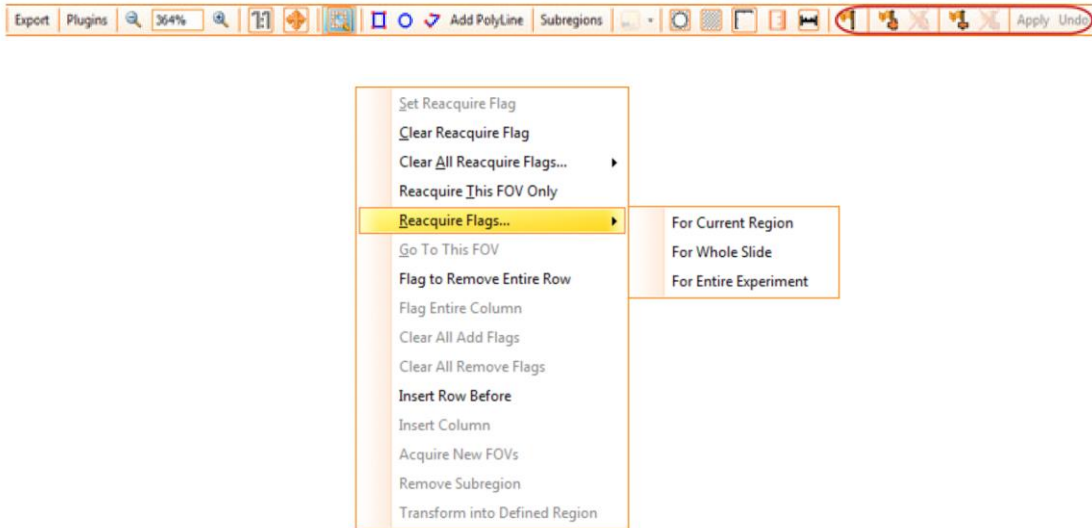 Export Plugins 364% 1:1 Add PolyLine Subregions Apply Undo
Set Reacquire Flag
Clear Reacquire Flag
Clear All Reacquire Flags...
Reacquire This FOV Only
Reacquire Flags...
For Current Region
Go To This FOV
For Whole Slide
Flag to Remove Entire Row
For Entire Experiment
Flag Entire Column
Clear All Add Flags
Clear All Remove Flags
Insert Row Before
Insert Column
Acquire New FOVs
Remove Subregion
Transform into Defined Region